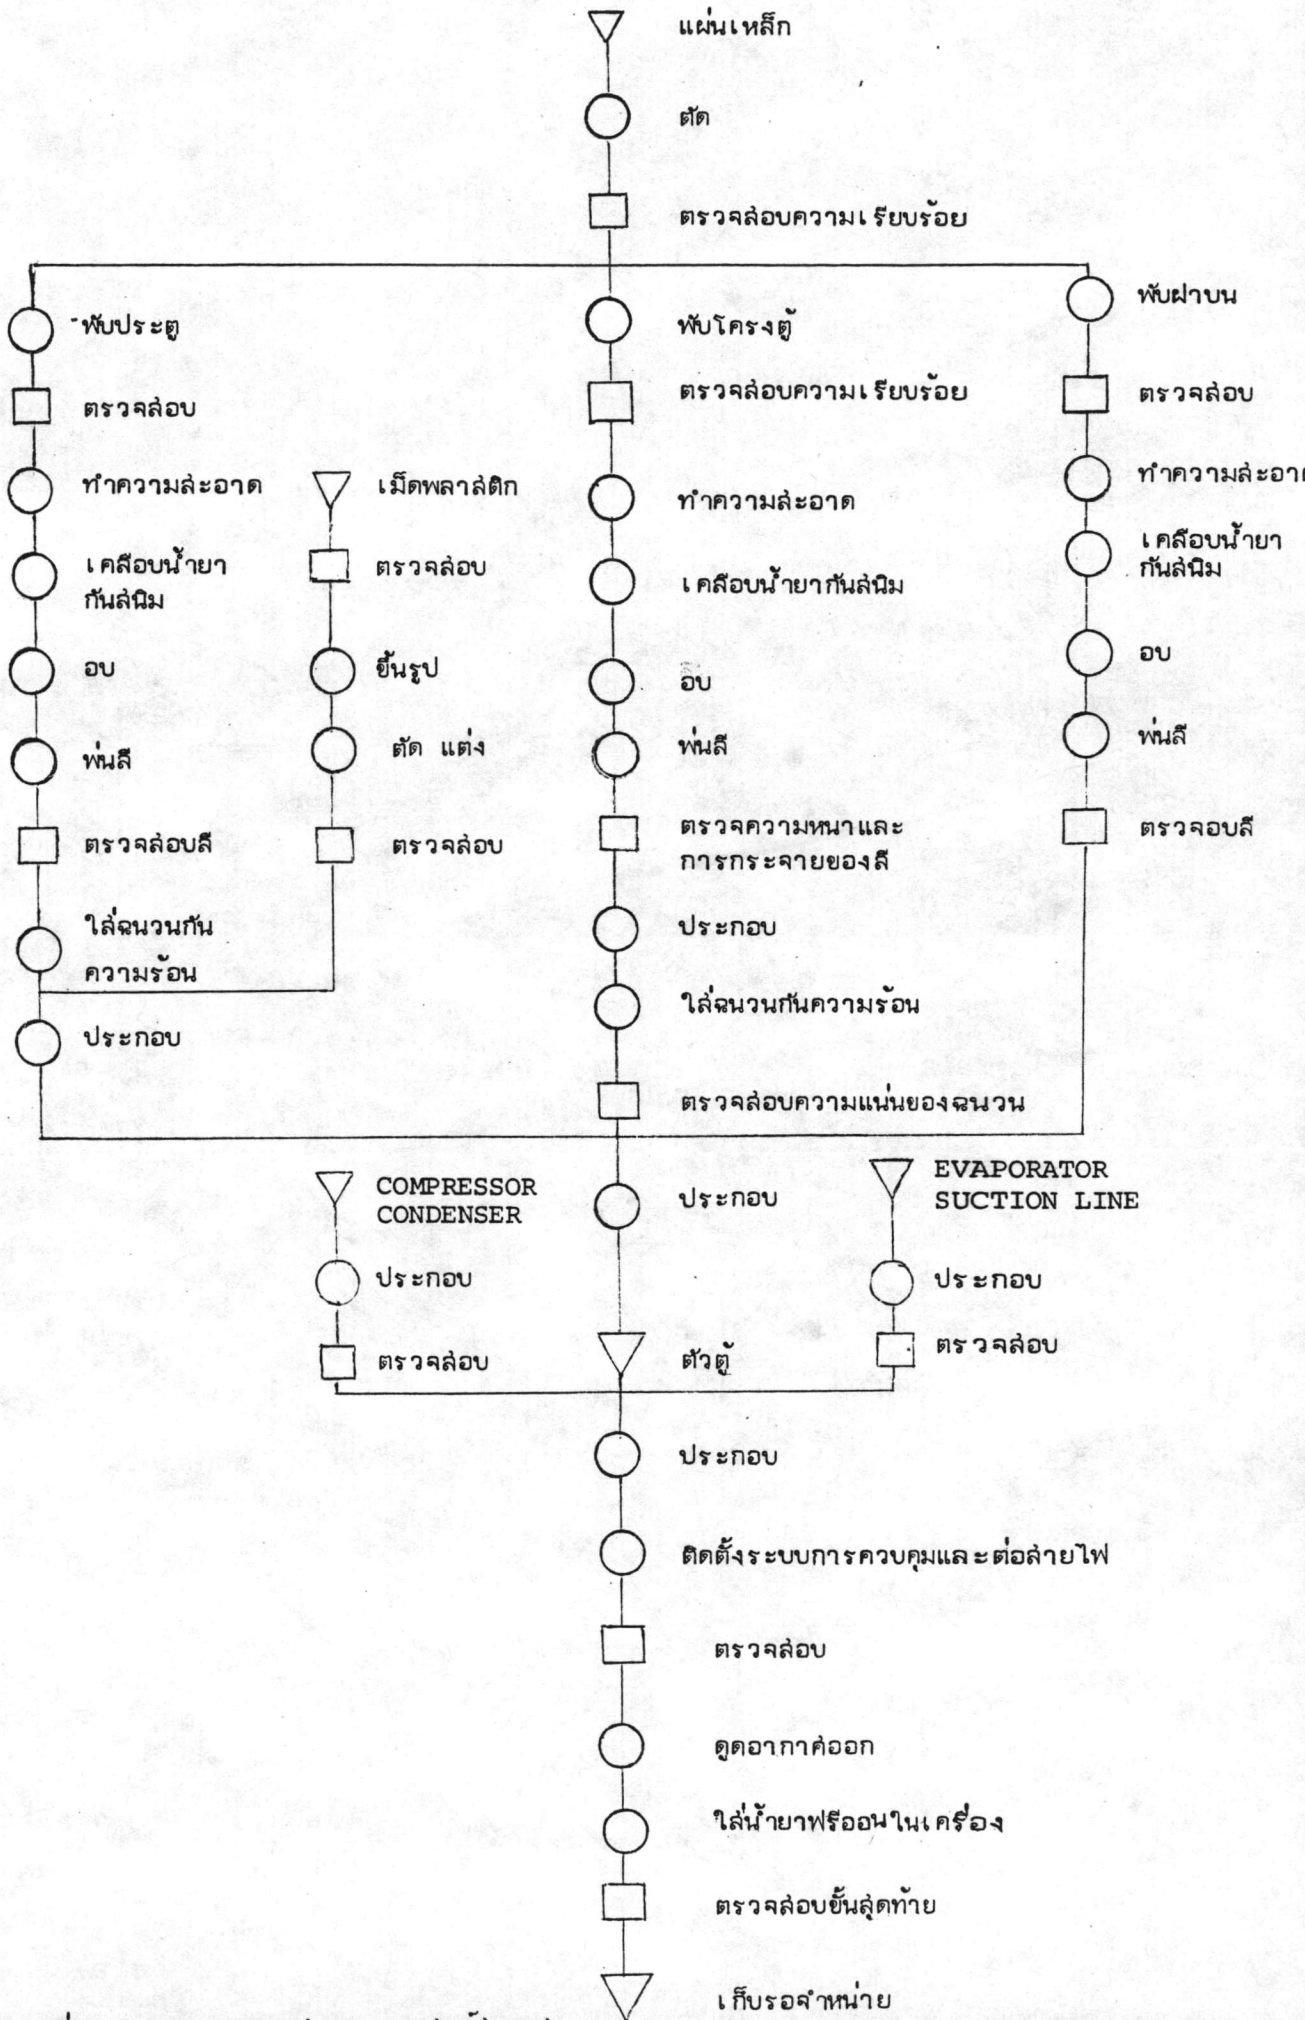 แผ่นเหล็ก
ตัด
ตรวจสอบความเรียบร้อย
พับประตู
ตรวจสอบ
ทำความสะอาด
เคลือบน้ำยา
กันสนิม
อบ
พ่นสี
ตรวจสอบสี
ใส่ฉนวนกัน
ความร้อน
ประกอบ
เม็ดพลาสติก
ตรวจสอบ
ขึ้นรูป
ตัด แต่ง
ตรวจสอบ
พับโครงตู้
ตรวจสอบความเรียบร้อย
ทำความสะอาด
เคลือบน้ำยากันสนิม
อบ
พ่นสี
ตรวจความหนาและ
การกระจายของสี
ประกอบ
ใส่ฉนวนกันความร้อน
ตรวจสอบความแน่นของฉนวน
พับฝาบน
ตรวจสอบ
ทำความสะอาด
เคลือบน้ำยา
กันสนิม
อบ
พ่นสี
ตรวจอบสี
COMPRESSOR
CONDENSER
ประกอบ
ตรวจสอบ
ประกอบ
ตัวตู้
EVAPORATOR
SUCTION LINE
ประกอบ
ตรวจสอบ
ประกอบ
ติดตั้งระบบการควบคุมและต่อสายไฟ
ตรวจสอบ
ดูดอากาศออก
ใส่น้ำยาฟรีออนในเครื่อง
ตรวจสอบขั้นสุดท้าย
เก็บรอจำหน่าย